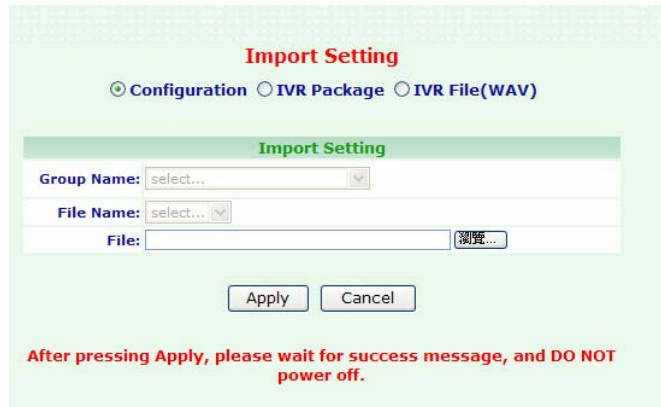 Import Setting
Configuration IVR Package IVR File(WAV)
Import Setting
Group Name: select...
File Name: select...
File: 瀏覽...
Apply Cancel
After pressing Apply, please wait for success message, and DO NOT
power off.